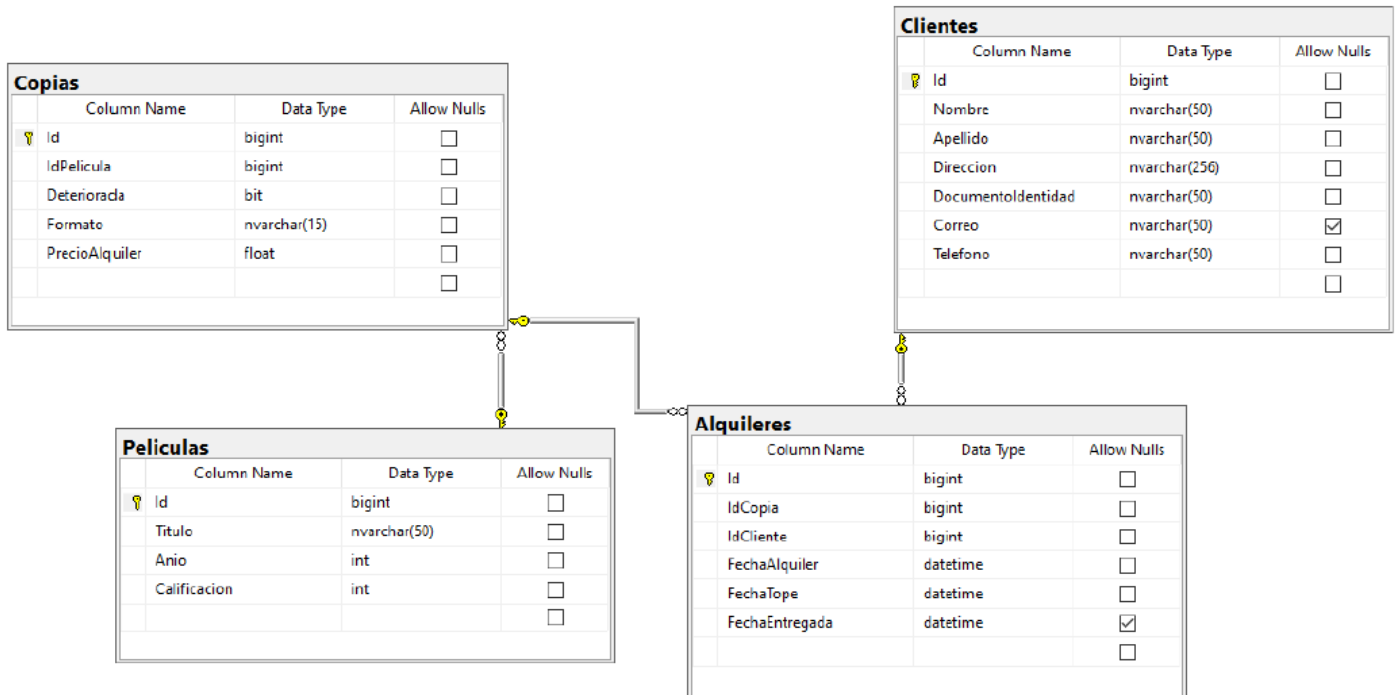 Copias
Column Name Data Type Allow Nulls
Id bigint
IdPelicula bigint
Deteriorada bit
Formato nvarchar(15)
PrecioAlquiler float
Clientes
Column Name Data Type Allow Nulls
Id bigint
Nombre nvarchar(50)
Apellido nvarchar(50)
Direccion nvarchar(256)
DocumentoIdentidad nvarchar(50)
Correo nvarchar(50)
Telefono nvarchar(50)
Peliculas
Column Name Data Type Allow Nulls
Id bigint
Titulo nvarchar(50)
Anio int
Calificacion int
Alquileres
Column Name Data Type Allow Nulls
Id bigint
IdCopia bigint
IdCliente bigint
FechaAlquiler datetime
FechaTope datetime
FechaEntregada datetime